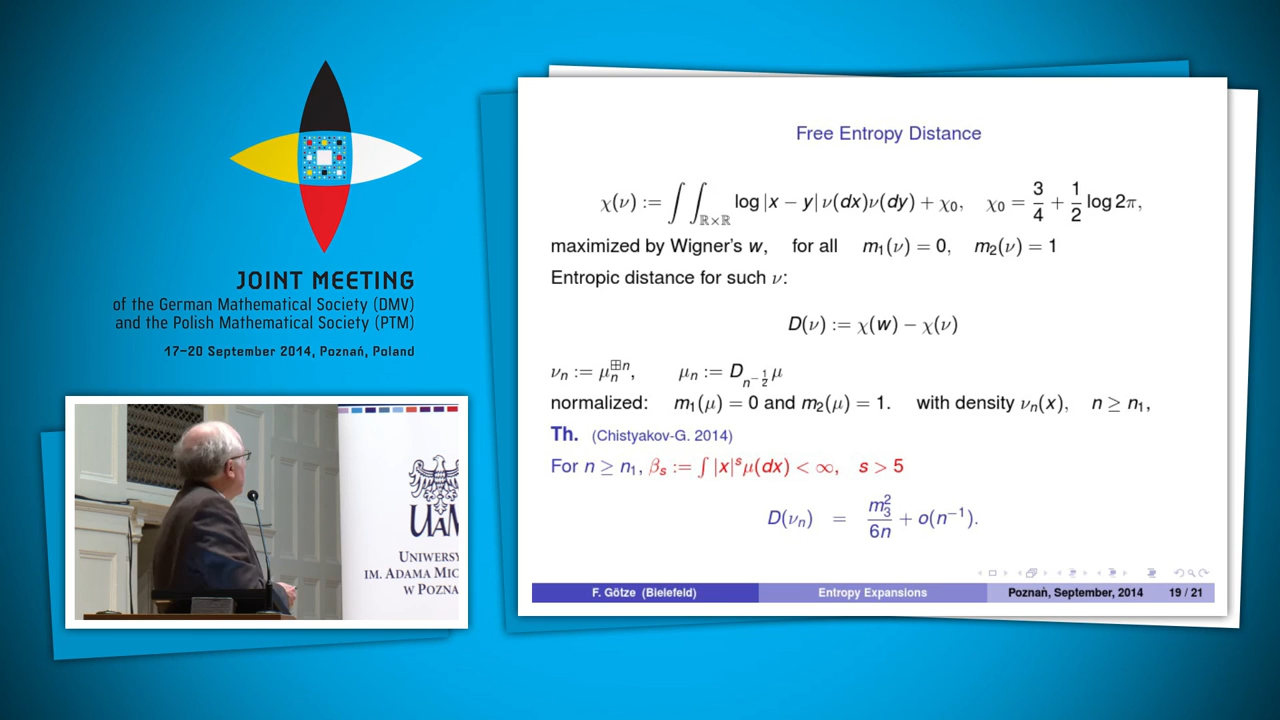 JOINT MEETING
of the German Mathematical Society (DMV)
and the Polish Mathematical Society (PTM)
17–20 September 2014, Poznań, Poland
UAM
UNIWERSY
IM. ADAMA MIC
W POZNA
Free Entropy Distance
χ(ν) := ∫∫_{ℝ×ℝ} log|x − y| ν(dx)ν(dy) + χ₀, χ₀ = 3/4 + 1/2 log 2π,
maximized by Wigner's w, for all m₁(ν) = 0, m₂(ν) = 1
Entropic distance for such ν:
D(ν) := χ(w) − χ(ν)
νₙ := μₙ^{⊞n}, μₙ := D_{n^{−1/2}} μ
normalized: m₁(μ) = 0 and m₂(μ) = 1. with density νₙ(x), n ≥ n₁,
Th. (Chistyakov-G. 2014)
For n ≥ n₁, βₛ := ∫ |x|ˢ μ(dx) < ∞, s > 5
D(νₙ) = m₃²/6n + o(n⁻¹).
F. Götze (Bielefeld) Entropy Expansions Poznań, September, 2014 19 / 21